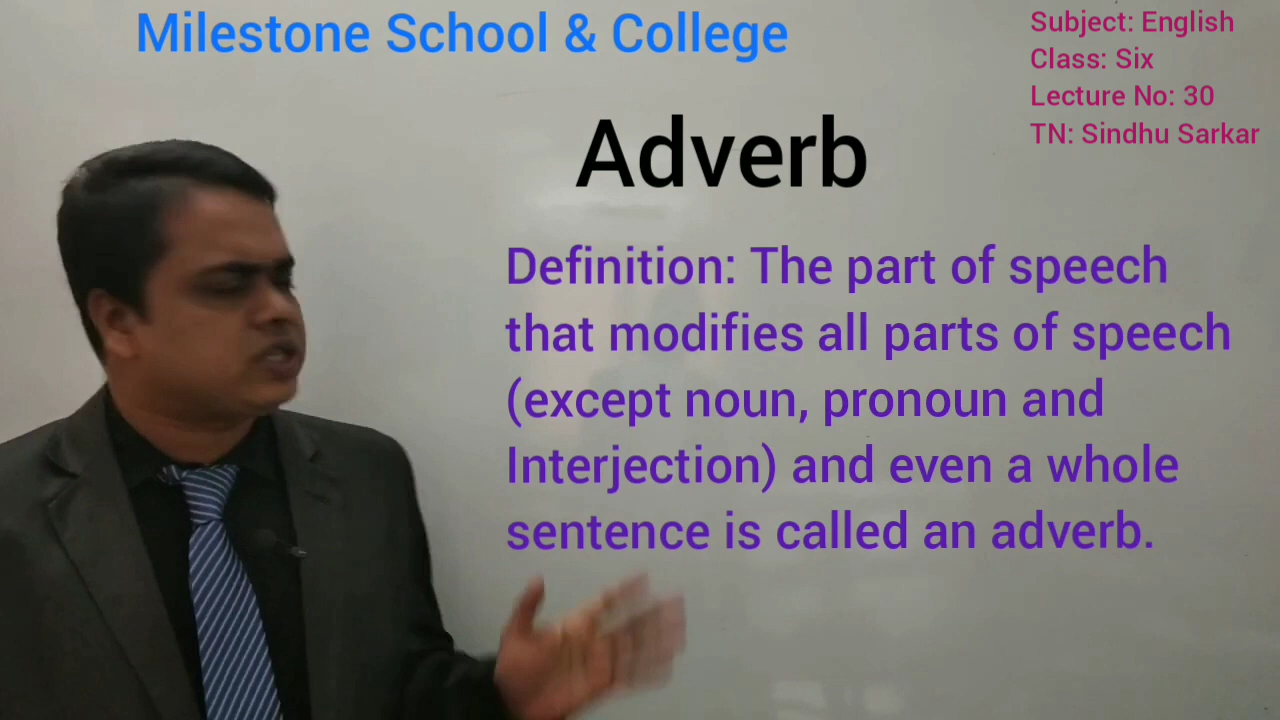 Milestone School & College
Subject: English
Class: Six
Lecture No: 30
TN: Sindhu Sarkar
Adverb
Definition: The part of speech
that modifies all parts of speech
(except noun, pronoun and
Interjection) and even a whole
sentence is called an adverb.